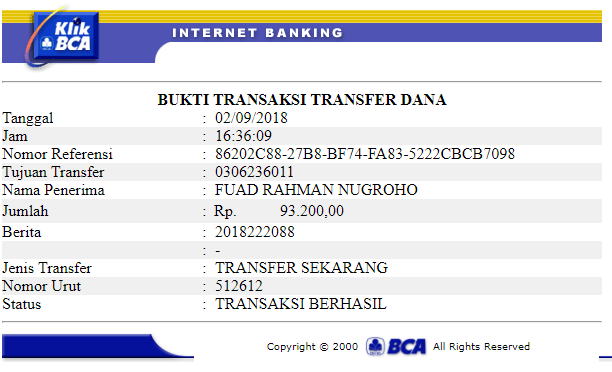 Klik
BCA
INTERNET BANKING
BUKTI TRANSAKSI TRANSFER DANA
Tanggal : 02/09/2018
Jam : 16:36:09
Nomor Referensi : 86202C88-27B8-BF74-FA83-5222CBCB7098
Tujuan Transfer : 0306236011
Nama Penerima : FUAD RAHMAN NUGROHO
Jumlah : Rp. 93.200,00
Berita : 2018222088
: -
Jenis Transfer : TRANSFER SEKARANG
Nomor Urut : 512612
Status : TRANSAKSI BERHASIL
Copyright © 2000 BCA All Rights Reserved